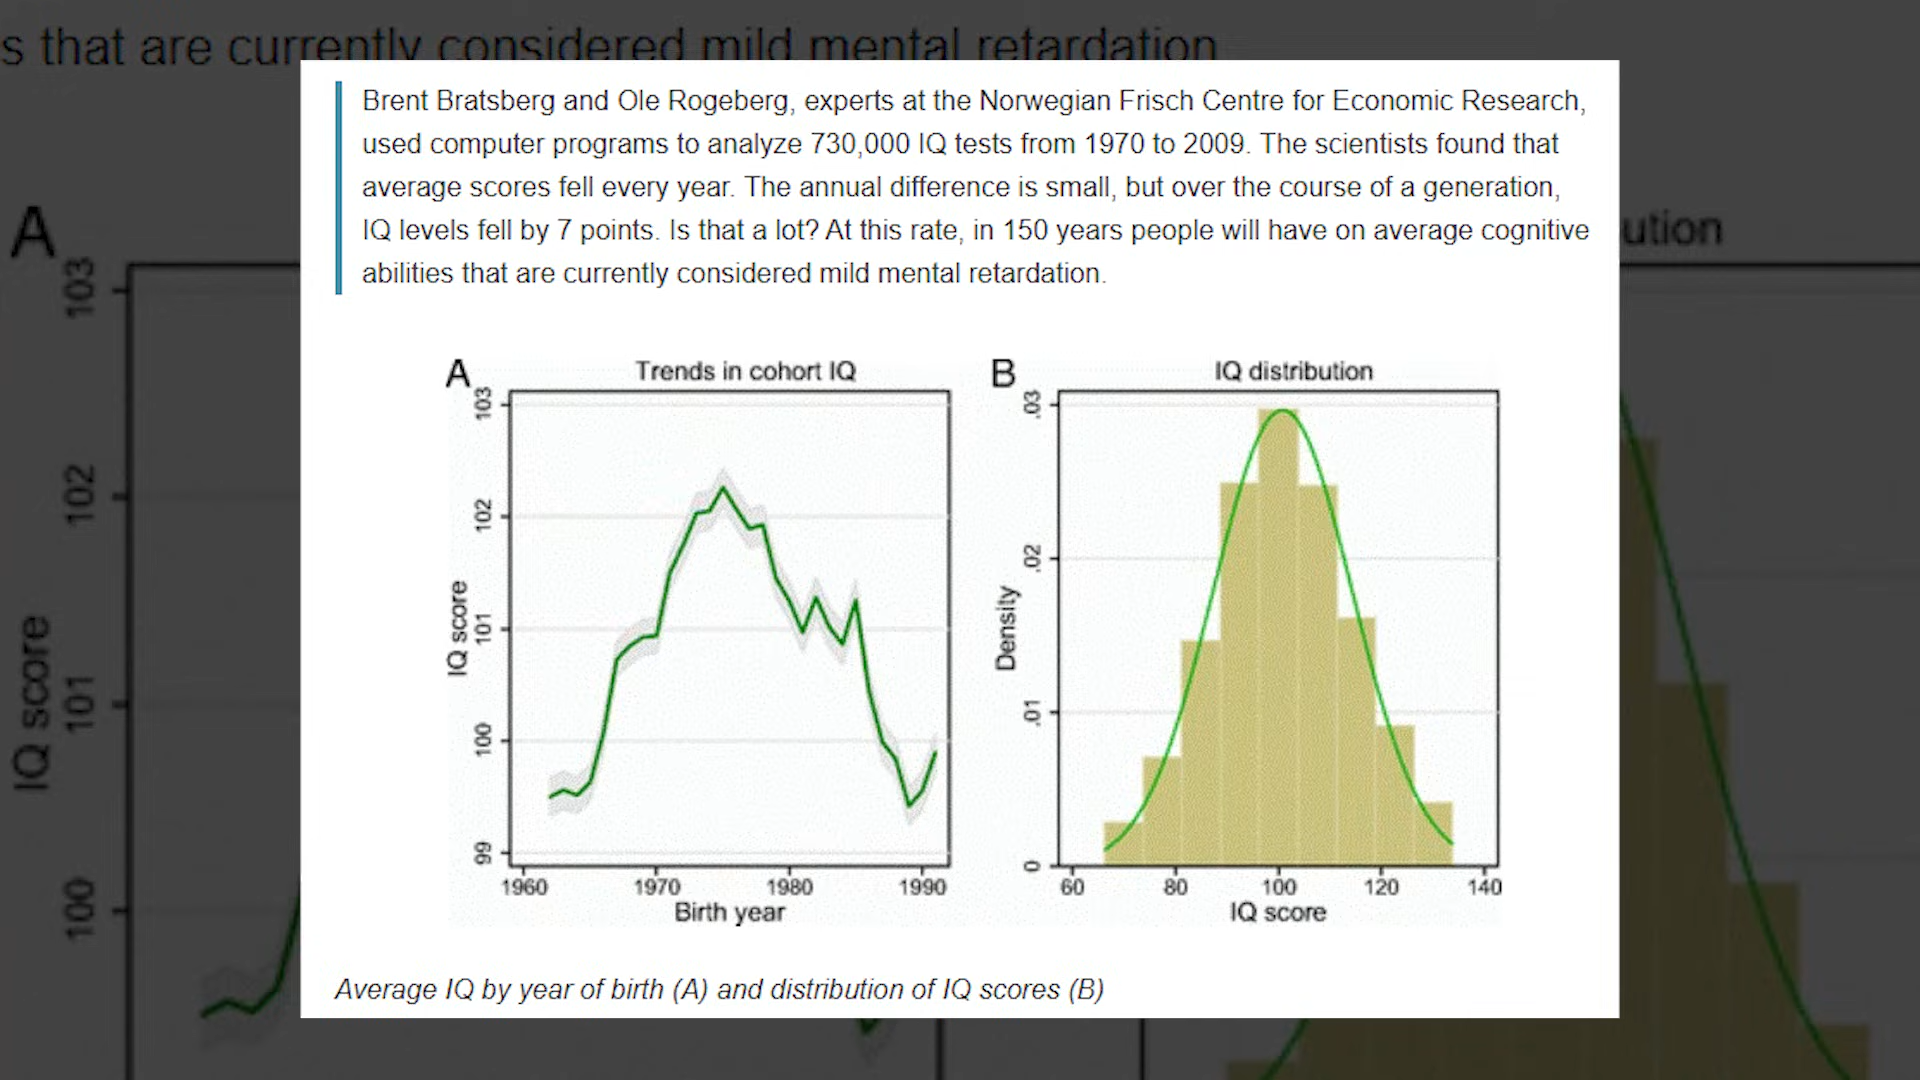 s that are currently considered mild mental retardation
Brent Bratsberg and Ole Rogeberg, experts at the Norwegian Frisch Centre for Economic Research,
used computer programs to analyze 730,000 IQ tests from 1970 to 2009. The scientists found that
average scores fell every year. The annual difference is small, but over the course of a generation,
IQ levels fell by 7 points. Is that a lot? At this rate, in 150 years people will have on average cognitive
abilities that are currently considered mild mental retardation.
A
103
102
101
100
IQ score
ution
A
Trends in cohort IQ
103
102
101
100
99
IQ score
1960 1970 1980 1990
Birth year
B
IQ distribution
.03
.02
.01
0
Density
60 80 100 120 140
IQ score
Average IQ by year of birth (A) and distribution of IQ scores (B)